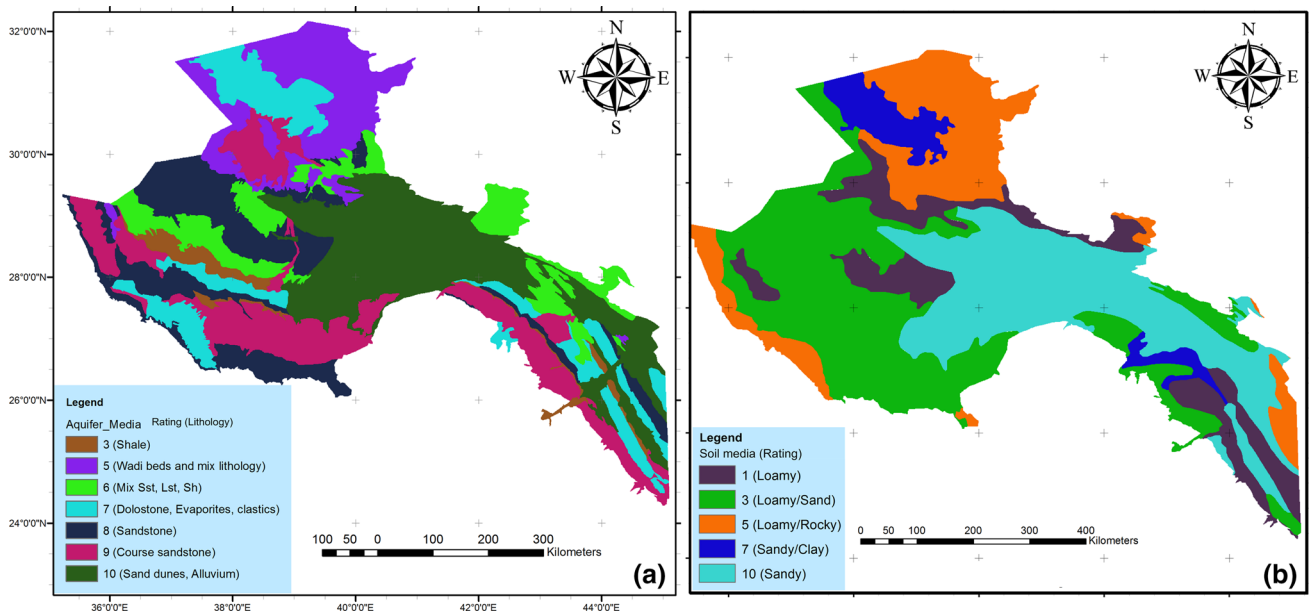 32°0'0"N
30°0'0"N
28°0'0"N
26°0'0"N
24°0'0"N
N
W E
S
Legend
Aquifer_Media Rating (Lithology)
3 (Shale)
5 (Wadi beds and mix lithology)
6 (Mix Sst, Lst, Sh)
7 (Dolostone, Evaporites, clastics)
8 (Sandstone)
9 (Course sandstone)
10 (Sand dunes, Alluvium)
100 50 0 100 200 300
Kilometers
(a)
36°0'0"E 38°0'0"E 40°0'0"E 42°0'0"E 44°0'0"E
N
W E
S
Legend
Soil media (Rating)
1 (Loamy)
3 (Loamy/Sand)
5 (Loamy/Rocky)
7 (Sandy/Clay)
10 (Sandy)
0 50 100 200 300 400
Kilometers
(b)